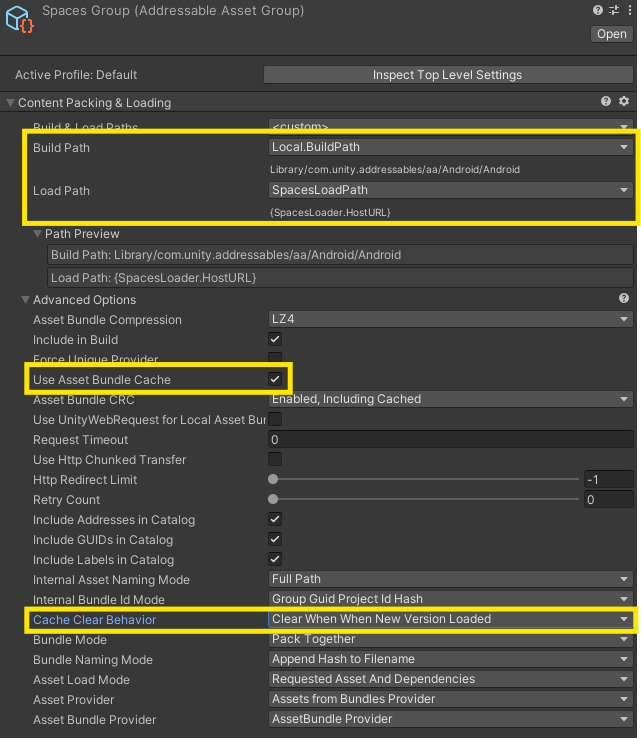 Spaces Group (Addressable Asset Group)
Open
Active Profile: Default
Inspect Top Level Settings
Content Packing & Loading
Build & Load Paths <custom>
Build Path Local.BuildPath
Library/com.unity.addressables/aa/Android/Android
Load Path SpacesLoadPath
{SpacesLoader.HostURL}
Path Preview
Build Path: Library/com.unity.addressables/aa/Android/Android
Load Path: {SpacesLoader.HostURL}
Advanced Options
Asset Bundle Compression LZ4
Include in Build
Force Unique Provider
Use Asset Bundle Cache
Asset Bundle CRC Enabled, Including Cached
Use UnityWebRequest for Local Asset Bun
Request Timeout 0
Use Http Chunked Transfer
Http Redirect Limit -1
Retry Count 0
Include Addresses in Catalog
Include GUIDs in Catalog
Include Labels in Catalog
Internal Asset Naming Mode Full Path
Internal Bundle Id Mode Group Guid Project Id Hash
Cache Clear Behavior Clear When When New Version Loaded
Bundle Mode Pack Together
Bundle Naming Mode Append Hash to Filename
Asset Load Mode Requested Asset And Dependencies
Asset Provider Assets from Bundles Provider
Asset Bundle Provider AssetBundle Provider